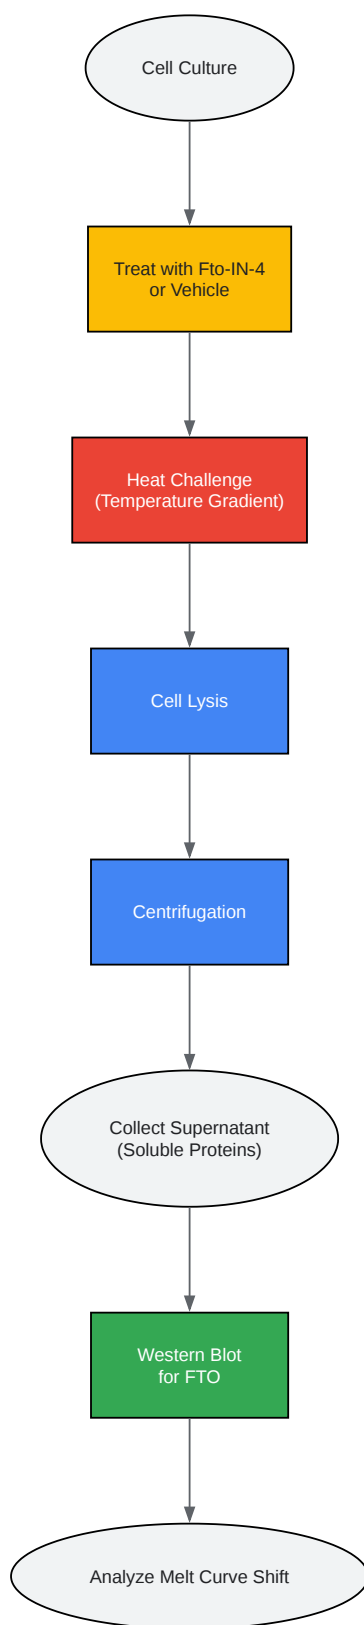 Cell Culture
Treat with Fto-IN-4
or Vehicle
Heat Challenge
(Temperature Gradient)
Cell Lysis
Centrifugation
Collect Supernatant
(Soluble Proteins)
Western Blot
for FTO
Analyze Melt Curve Shift